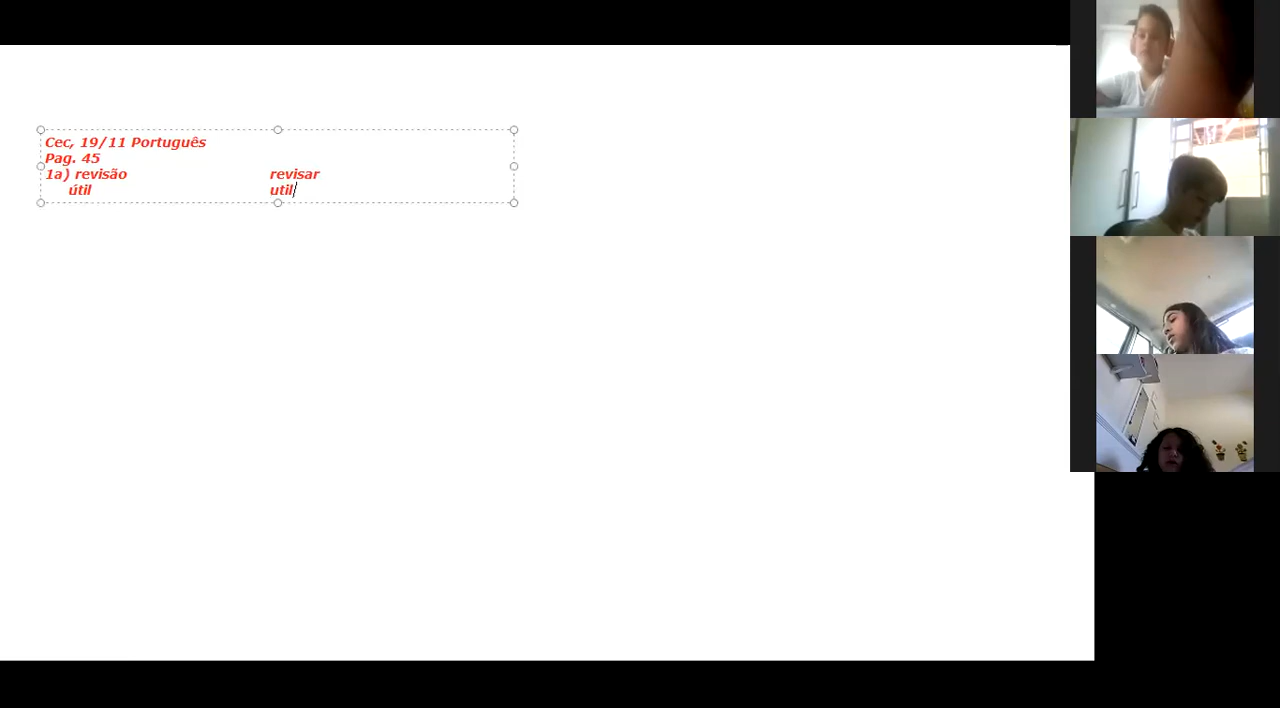 Cec, 19/11 Português
Pag. 45
1a) revisão revisar
útil util